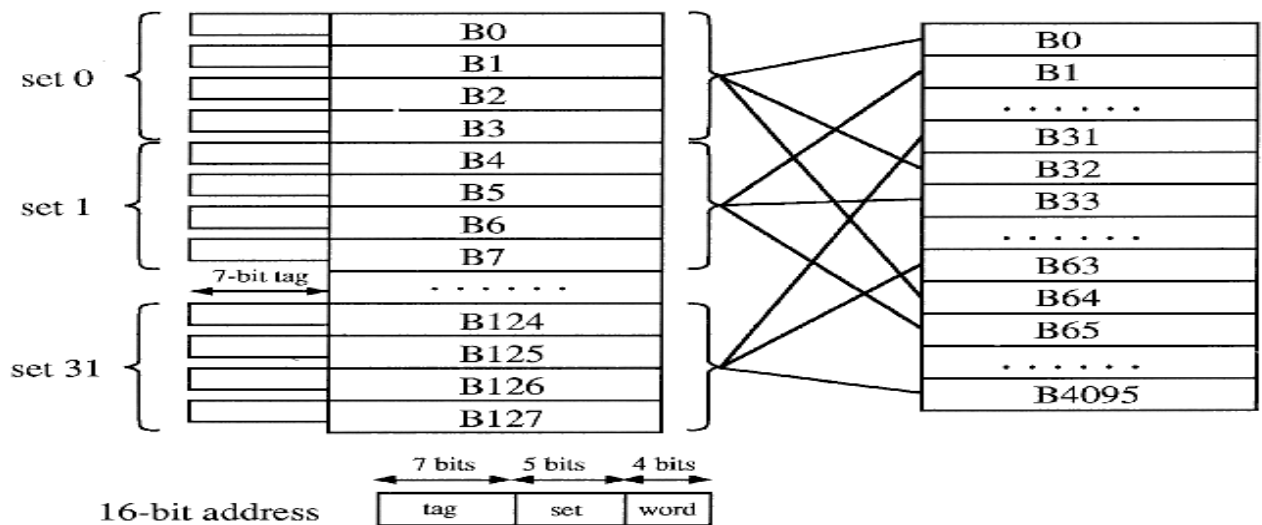 set 0
B0
B1
B2
B3
set 1
B4
B5
B6
B7
7-bit tag
. . . . . .
set 31
B124
B125
B126
B127
B0
B1
. . . . . .
B31
B32
B33
. . . . . .
B63
B64
B65
. . . . . .
B4095
7 bits 5 bits 4 bits
16-bit address tag set word